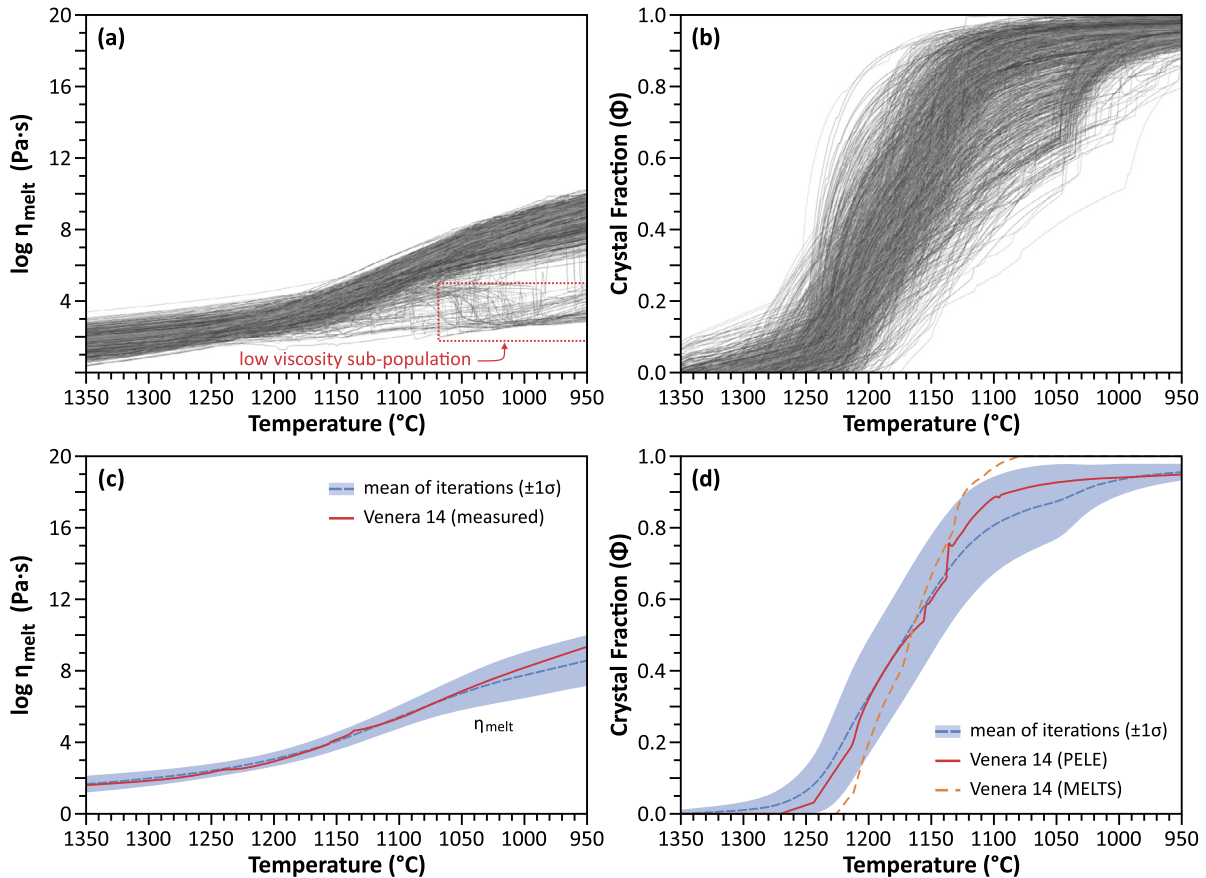 (a)
20
16
12
8
4
log ηmelt (Pa·s)
low viscosity sub-population
1350 1300 1250 1200 1150 1100 1050 1000 950
Temperature (°C)
(b)
1.0
0.8
0.6
0.4
0.2
0.0
Crystal Fraction (Φ)
1350 1300 1250 1200 1150 1100 1050 1000 950
Temperature (°C)
(c)
20
16
12
8
4
0
log ηmelt (Pa·s)
mean of iterations (±1σ)
Venera 14 (measured)
ηmelt
1350 1300 1250 1200 1150 1100 1050 1000 950
Temperature (°C)
(d)
1.0
0.8
0.6
0.4
0.2
0.0
Crystal Fraction (Φ)
mean of iterations (±1σ)
Venera 14 (PELE)
Venera 14 (MELTS)
1350 1300 1250 1200 1150 1100 1050 1000 950
Temperature (°C)